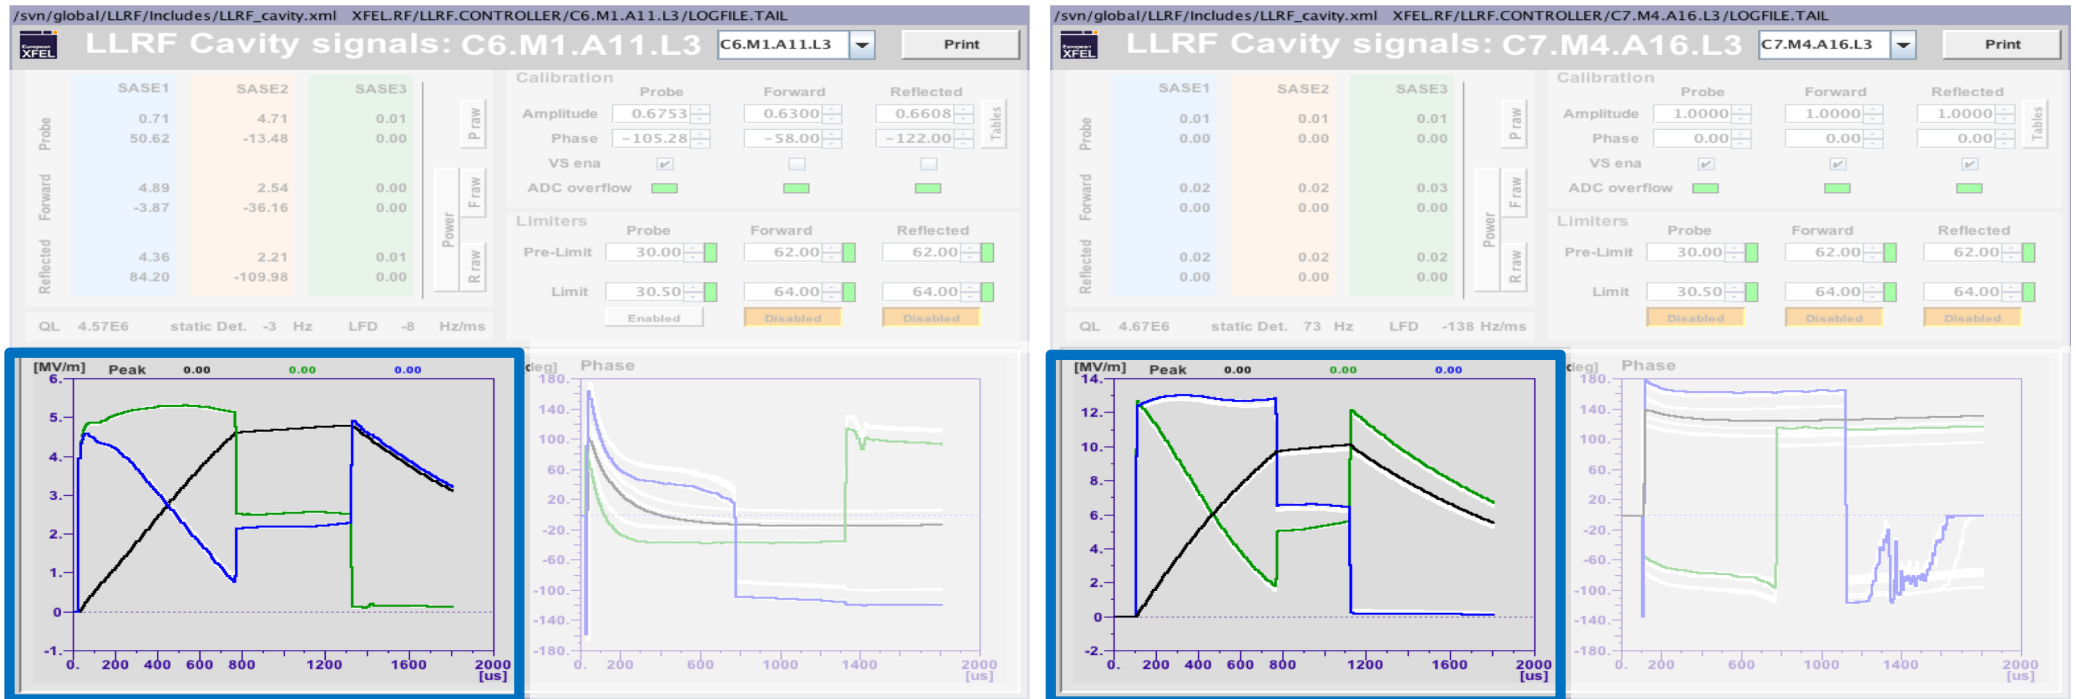 /svn/global/LLRF/Includes/LLRF_cavity.xml XFEL.RF/LLRF.CONTROLLER/C6.M1.A11.L3/LOGFILE.TAIL
European XFEL LLRF Cavity signals: C6.M1.A11.L3 C6.M1.A11.L3 Print
SASE1 SASE2 SASE3
Probe
0.71 4.71 0.01
50.62 -13.48 0.00
P raw
Forward
4.89 2.54 0.00
-3.87 -36.16 0.00
F raw
Power
Reflected
4.36 2.21 0.01
84.20 -109.98 0.00
R raw
QL 4.57E6 static Det. -3 Hz LFD -8 Hz/ms
Calibration
Probe Forward Reflected
Amplitude 0.6753 0.6300 0.6608
Phase -105.28 -58.00 -122.00
Tables
VS ena
ADC overflow
Limiters
Probe Forward Reflected
Pre-Limit 30.00 62.00 62.00
Limit 30.50 64.00 64.00
Enabled Disabled Disabled
[MV/m] Peak 0.00 0.00 0.00
6.
5.
4.
3.
2.
1.
0
-1.
0. 200 400 600 800 1200 1600 2000
[us]
deg] Phase
180.
140.
100.
60.
20.
-20.
-60.
-100.
-140.
-180.
0. 200 600 1000 1400 2000
[us]
/svn/global/LLRF/Includes/LLRF_cavity.xml XFEL.RF/LLRF.CONTROLLER/C7.M4.A16.L3/LOGFILE.TAIL
European XFEL LLRF Cavity signals: C7.M4.A16.L3 C7.M4.A16.L3 Print
SASE1 SASE2 SASE3
Probe
0.01 0.01 0.01
0.00 0.00 0.00
P raw
Forward
0.02 0.02 0.03
0.00 0.00 0.00
F raw
Power
Reflected
0.02 0.02 0.02
0.00 0.00 0.00
R raw
QL 4.67E6 static Det. 73 Hz LFD -138 Hz/ms
Calibration
Probe Forward Reflected
Amplitude 1.0000 1.0000 1.0000
Phase 0.00 0.00 0.00
Tables
VS ena
ADC overflow
Limiters
Probe Forward Reflected
Pre-Limit 30.00 62.00 62.00
Limit 30.50 64.00 64.00
Disabled Disabled Disabled
[MV/m] Peak 0.00 0.00 0.00
14.
12.
10.
8.
6.
4.
2.
0
-2.
0. 200 400 600 800 1200 1600 2000
[us]
deg] Phase
180.
140.
100.
60.
20.
-20.
-60.
-100.
-140.
-180.
0. 200 600 1000 1400 2000
[us]